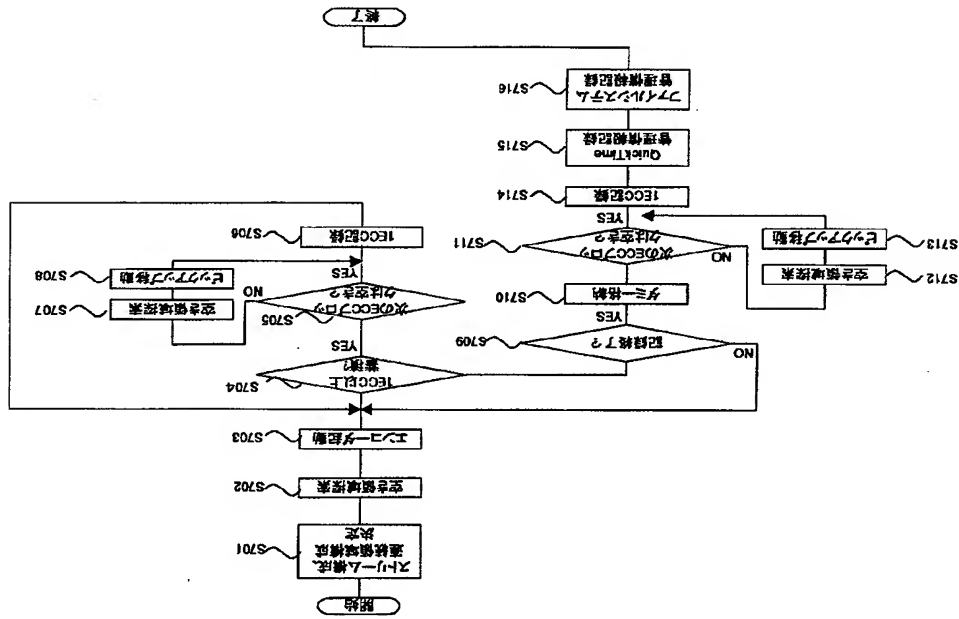 開始
ストリーム構成、
連続領域構成
決定
S701
空き領域探索
S702
エンコーダ起動
S703
1ECC以上
蓄積?
S704
YES
次のECCブロッ
クは空き?
S705
NO
YES
空き領域探索
S707
ピックアップ移動
S708
1ECC記録
S706
記録終了?
S709
NO
YES
ダミー格納
S710
次のECCブロッ
クは空き?
S711
NO
YES
空き領域探索
S712
ピックアップ移動
S713
1ECC記録
S714
QuickTime
管理情報記録
S715
ファイルシステム
管理情報記録
S716
終了